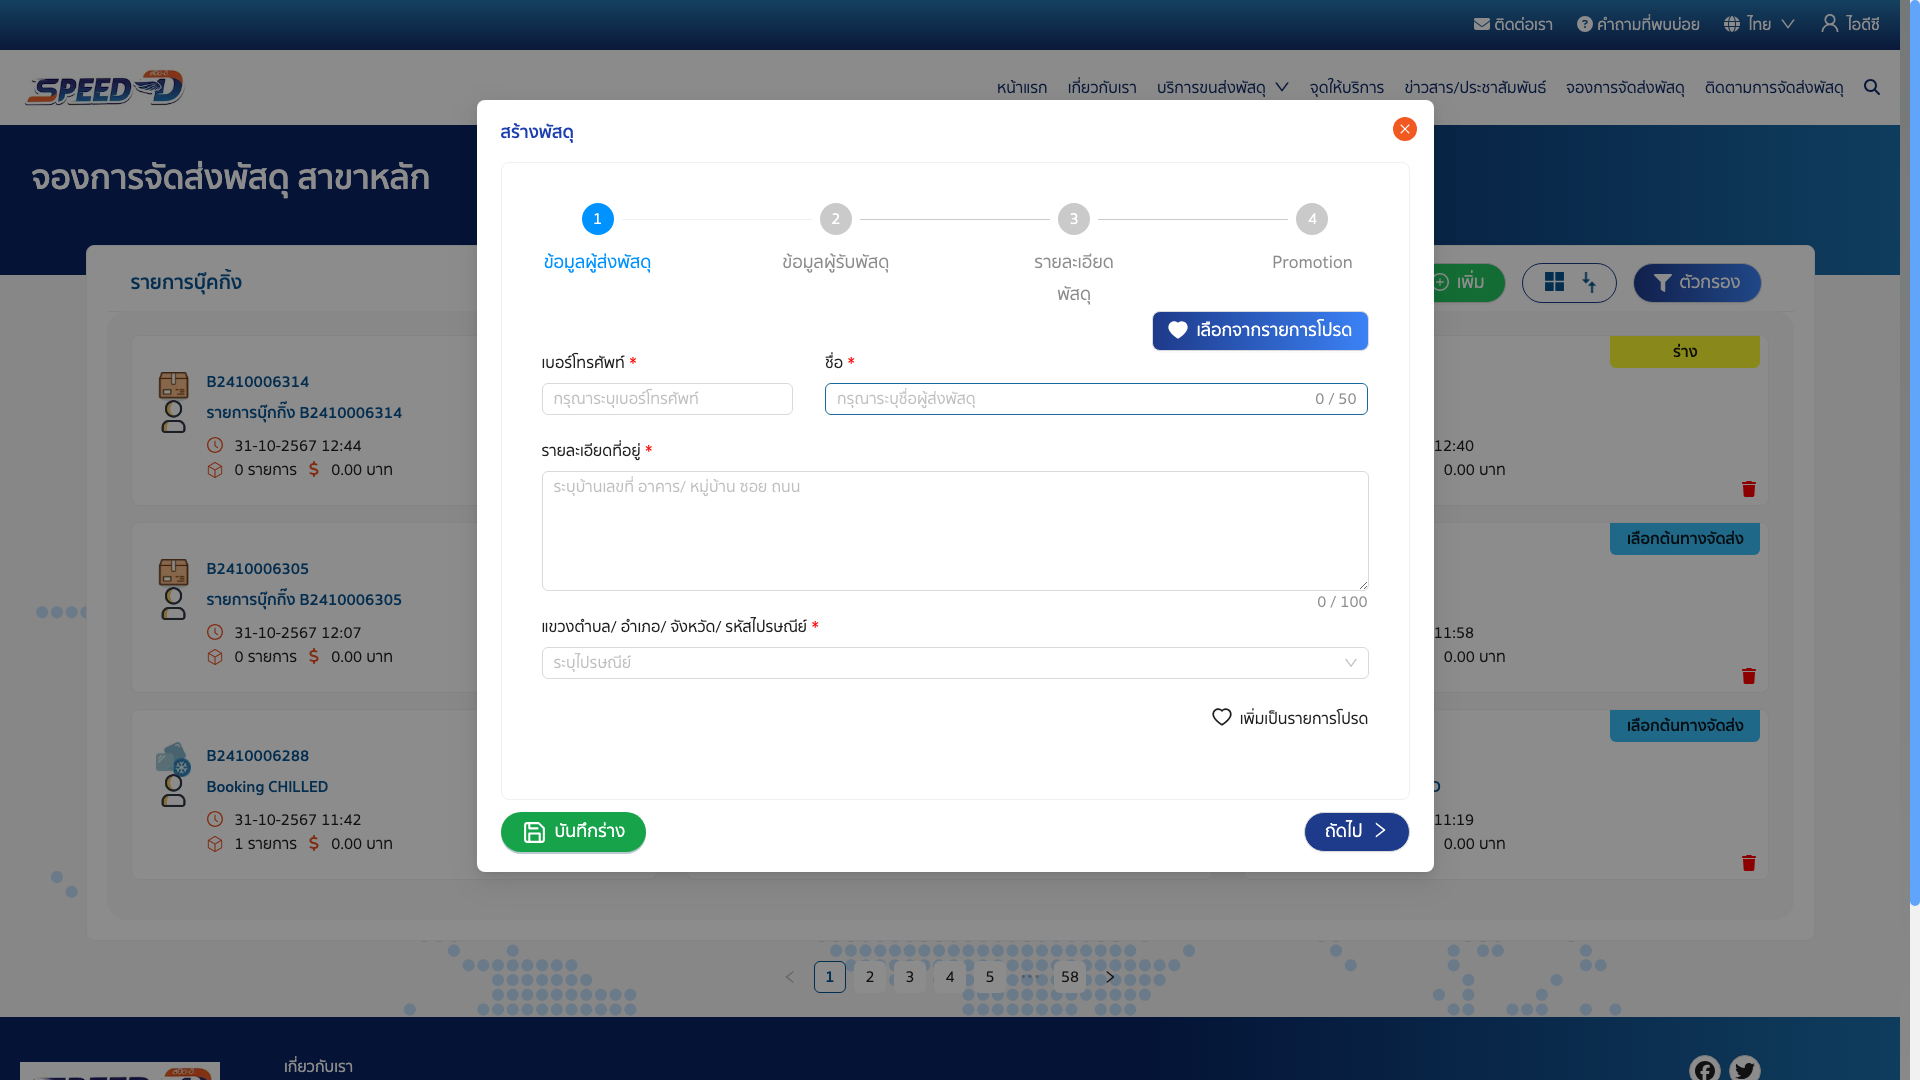 ติดต่อเรา
คำถามที่พบบ่อย
ไทย
ไอดีซี
SPEED-D
หน้าแรก
เกี่ยวกับเรา
บริการขนส่งพัสดุ
จุดให้บริการ
ข่าวสาร/ประชาสัมพันธ์
จองการจัดส่งพัสดุ
ติดตามการจัดส่งพัสดุ
จองการจัดส่งพัสดุ สาขาหลัก
รายการบุ๊คกิ้ง
เพิ่ม
ตัวกรอง
B2410006314
รายการบุ๊กกิ้ง B2410006314
31-10-2567 12:44
0 รายการ 0.00 บาท
B2410006305
รายการบุ๊กกิ้ง B2410006305
31-10-2567 12:07
0 รายการ 0.00 บาท
B2410006288
Booking CHILLED
31-10-2567 11:42
1 รายการ 0.00 บาท
สร้างพัสดุ
1
2
3
4
ข้อมูลผู้ส่งพัสดุ
ข้อมูลผู้รับพัสดุ
รายละเอียด
พัสดุ
Promotion
เลือกจากรายการโปรด
เบอร์โทรศัพท์ *
ชื่อ *
กรุณาระบุเบอร์โทรศัพท์
กรุณาระบุชื่อผู้ส่งพัสดุ
0 / 50
รายละเอียดที่อยู่ *
ระบุบ้านเลขที่ อาคาร/ หมู่บ้าน ซอย ถนน
0 / 100
แขวงตำบล/ อำเภอ/ จังหวัด/ รหัสไปรษณีย์ *
ระบุไปรษณีย์
เพิ่มเป็นรายการโปรด
บันทึกร่าง
ถัดไป
ร่าง
12:40
0.00 บาท
เลือกต้นทางจัดส่ง
11:58
0.00 บาท
เลือกต้นทางจัดส่ง
D
11:19
0.00 บาท
1
2
3
4
5
•••
58
SPEED-D
เกี่ยวกับเรา